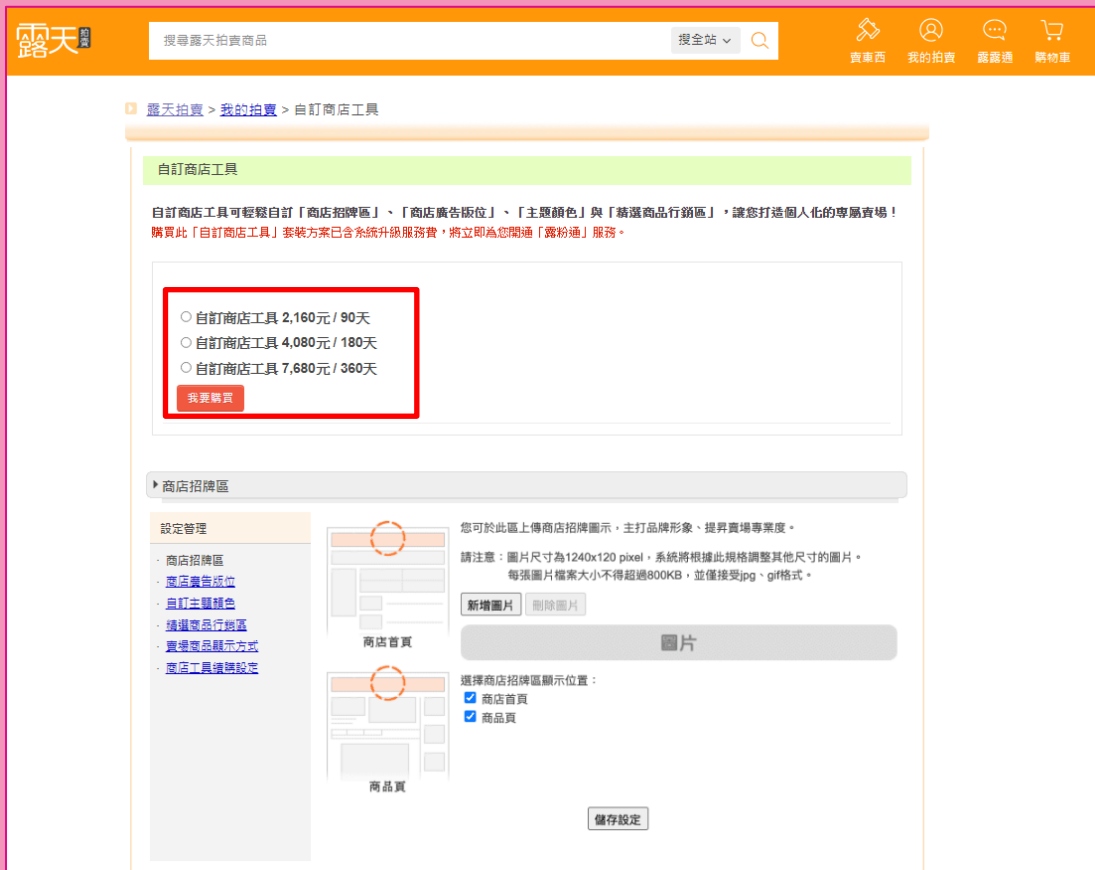 露天拍賣
搜尋露天拍賣商品
搜全站
賣東西
我的拍賣
露露通
購物車
露天拍賣 > 我的拍賣 > 自訂商店工具
自訂商店工具
自訂商店工具可輕鬆自訂「商店招牌區」、「商店廣告版位」、「主題顏色」與「精選商品行銷區」，讓您打造個人化的專屬賣場！
購買此「自訂商店工具」套裝方案已含系統升級服務費，將立即為您開通「露粉通」服務。
自訂商店工具 2,160元 / 90天
自訂商店工具 4,080元 / 180天
自訂商店工具 7,680元 / 360天
我要購買
商店招牌區
設定管理
· 商店招牌區
· 商店廣告版位
· 自訂主題顏色
· 精選商品行銷區
· 賣場商品顯示方式
· 商店工具續購設定
商店首頁
商品頁
您可於此區上傳商店招牌圖示，主打品牌形象、提昇賣場專業度。
請注意：圖片尺寸為1240x120 pixel，系統將根據此規格調整其他尺寸的圖片。
每張圖片檔案大小不得超過800KB，並僅接受jpg、gif格式。
新增圖片
刪除圖片
圖片
選擇商店招牌區顯示位置：
商店首頁
商品頁
儲存設定